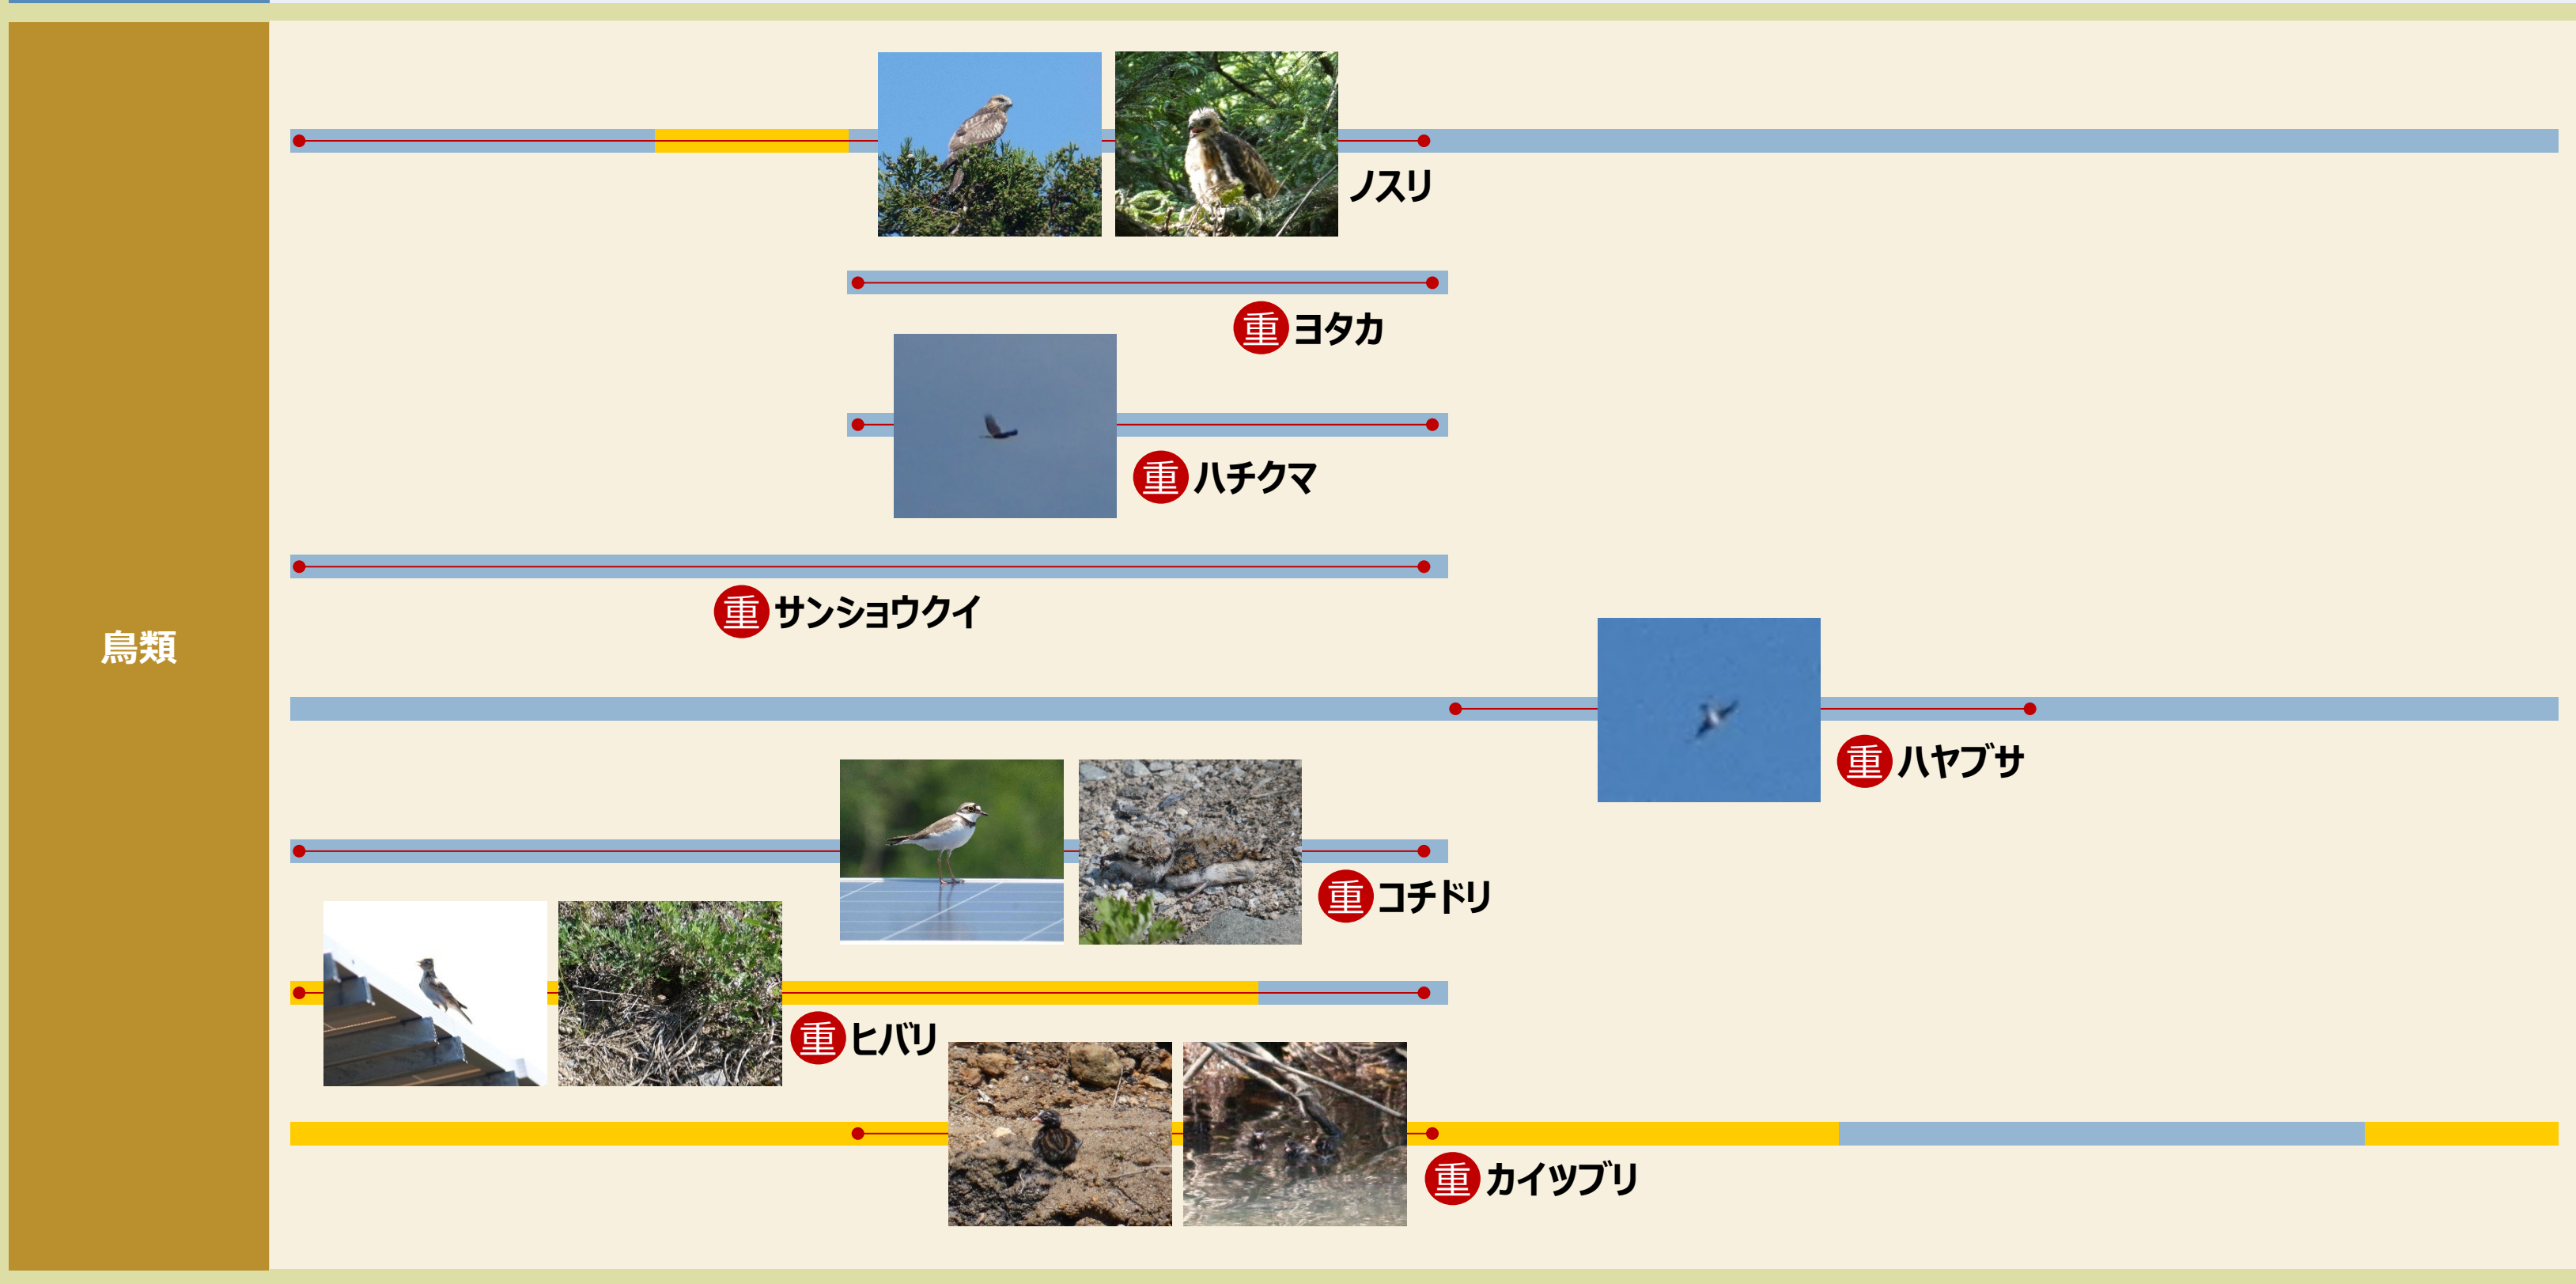 鳥類
ノスリ
重 ヨタカ
重 ハチクマ
重 サンショウクイ
重 ハヤブサ
重 コチドリ
重 ヒバリ
重 カイツブリ